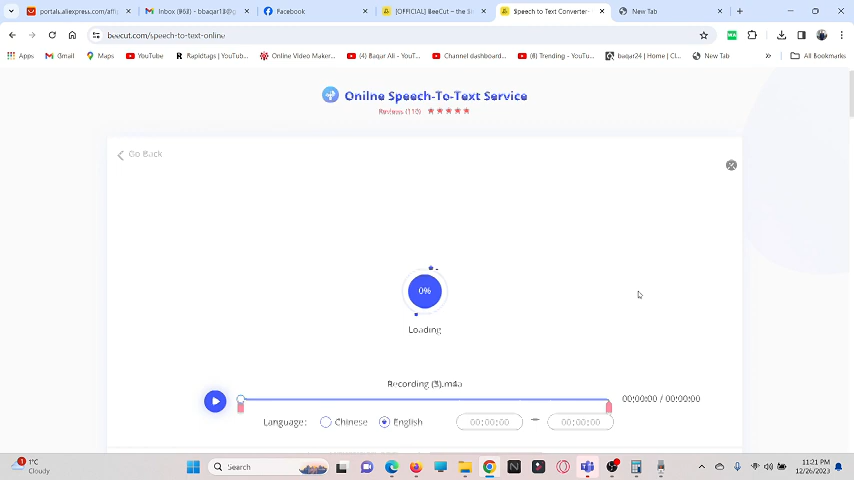 portals.aliexpress.com/affi
Inbox (953) - bbaqar18@g
Facebook
[OFFICIAL] BeeCut – the S
Speech to Text Converter-
New Tab
beecut.com/speech-to-text-online
Apps
Gmail
Maps
YouTube
Rapidtags | YouTub...
Online Video Maker...
(4) Baqar Ali - YouT...
Channel dashboard...
(8) Trending - YouTu...
baqar24 | Home | Cl...
New Tab
All Bookmarks
Online Speech-To-Text Service
Reviews (110)
Go Back
0%
Loading
Recording (3).m4a
00:00:00 / 00:00:00
Language:
Chinese
English
00:00:00
00:00:00
1°C
Cloudy
Search
11:21 PM
12/26/2023